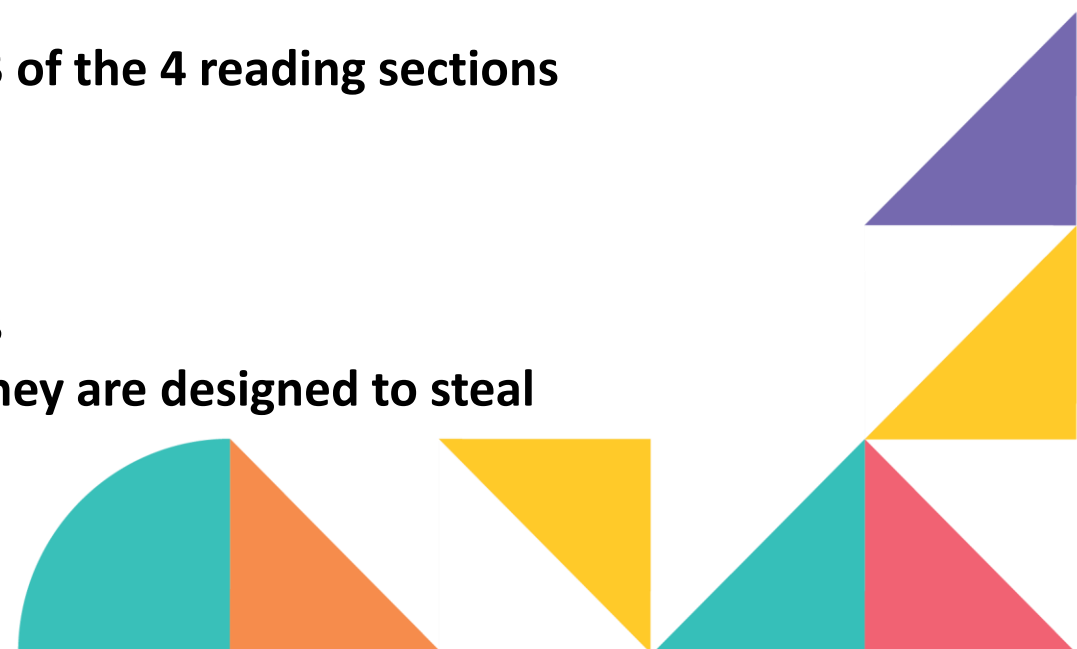 of the 4 reading sections
are designed to steal